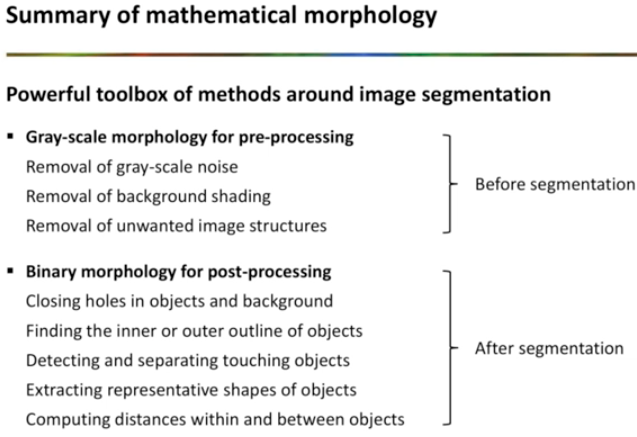 Summary of mathematical morphology
Powerful toolbox of methods around image segmentation
▪ Gray-scale morphology for pre-processing
Removal of gray-scale noise
Removal of background shading
Removal of unwanted image structures
Before segmentation
▪ Binary morphology for post-processing
Closing holes in objects and background
Finding the inner or outer outline of objects
Detecting and separating touching objects
Extracting representative shapes of objects
Computing distances within and between objects
After segmentation